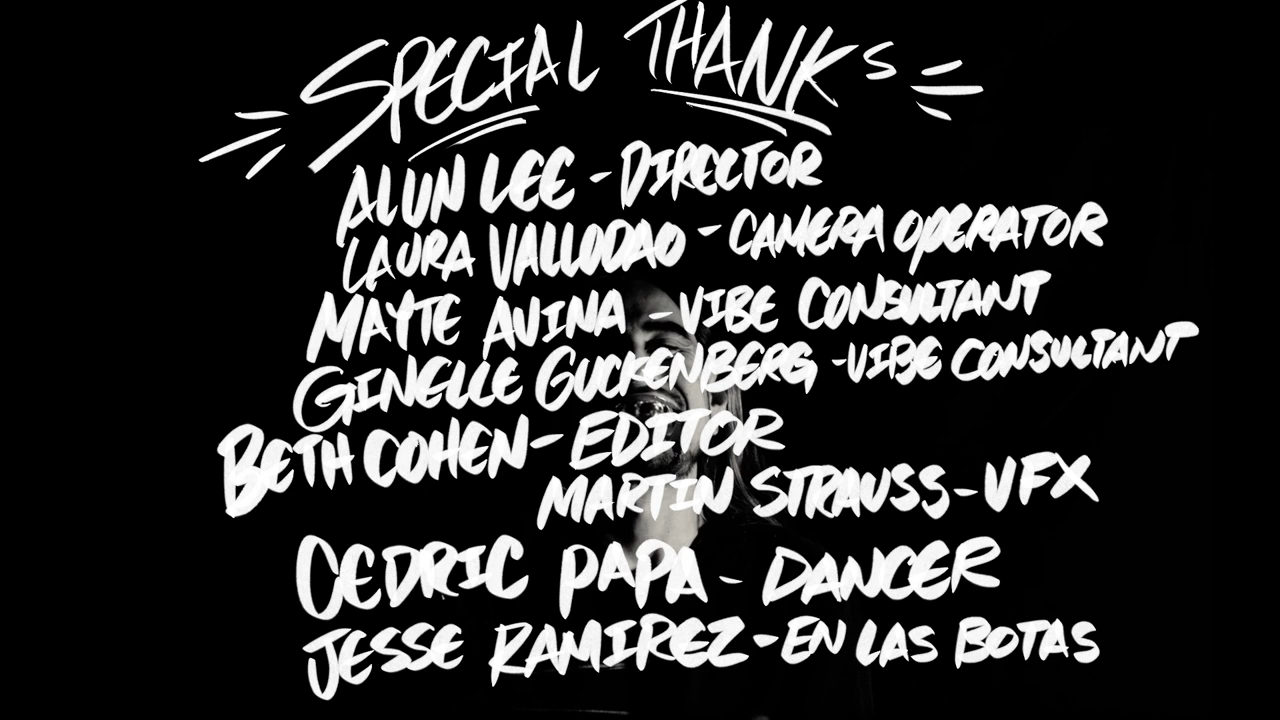 SPECIAL THANKS
ALUN LEE - DIRECTOR
LAURA VALLODAO - CAMERA OPERATOR
MAYTE AVINA - VIBE CONSULTANT
GINELLE GUCKENBERG - VIBE CONSULTANT
BETH COHEN - EDITOR
MARTIN STRAUSS - VFX
CEDRIC PAPA - DANCER
JESSE RAMIREZ - EN LAS BOTAS